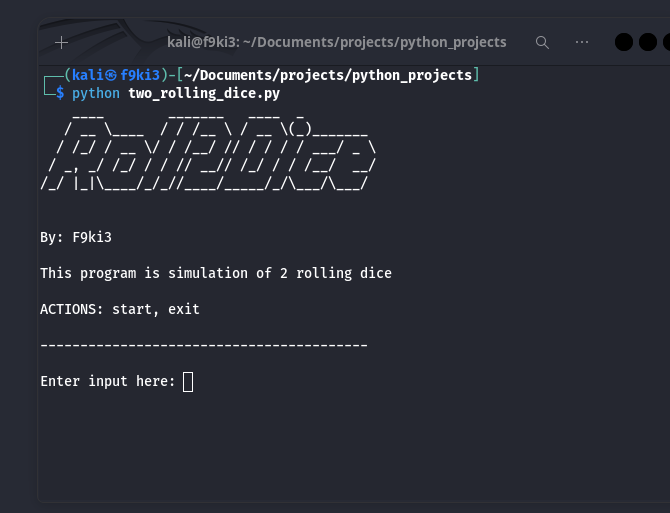 kali@f9ki3: ~/Documents/projects/python_projects
┌──(kali㉿f9ki3)-[~/Documents/projects/python_projects]
└─$ python two_rolling_dice.py
    ____        _______   ____  _
   / __ \____  / / /__ \ / __ \(_)_______
  / /_/ / __ \/ / /__/ // / / / / ___/ _ \
 / _, _/ /_/ / / // __// /_/ / / /__/  __/
/_/ |_|\____/_/_//____/_____/_/\___/\___/
By: F9ki3
This program is simulation of 2 rolling dice
ACTIONS: start, exit
-----------------------------------------
Enter input here: